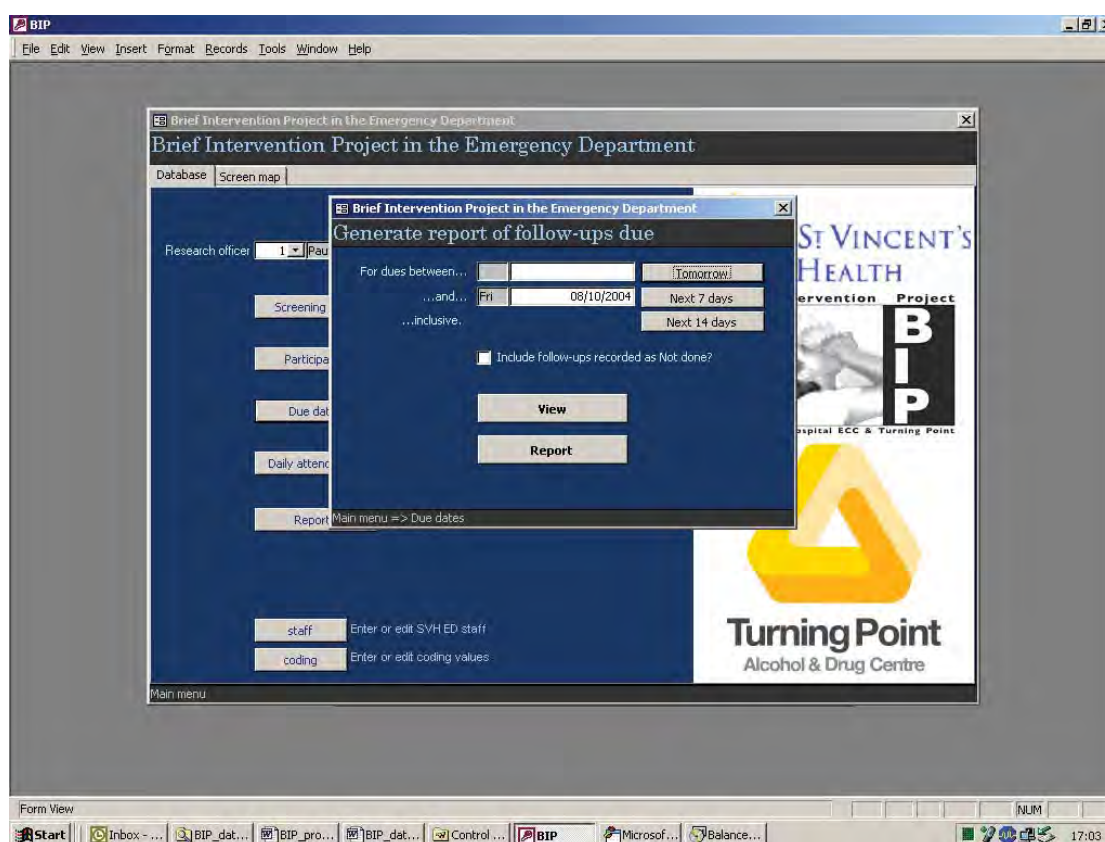 BIP
File Edit View Insert Format Records Tools Window Help
Brief Intervention Project in the Emergency Department
Brief Intervention Project in the Emergency Department
Database Screen map
Brief Intervention Project in the Emergency Department
Generate report of follow-ups due
Research officer 1 Pau
For dues between... Tomorrow
...and... Fri 08/10/2004 Next 7 days
...inclusive. Next 14 days
Include follow-ups recorded as Not done?
View
Report
Main menu => Due dates
Screening
Participa
Due dat
Daily attend
Report
staff Enter or edit SVH ED staff
coding Enter or edit coding values
Main menu
ST VINCENT'S
HEALTH
ervention Project
B
I
P
ospital ECC & Turning Point
Turning Point
Alcohol & Drug Centre
Form View NUM
Start Inbox - ... BIP_dat... BIP_pro... BIP_dat... Control ... BIP Microsof... Balance... 17:03